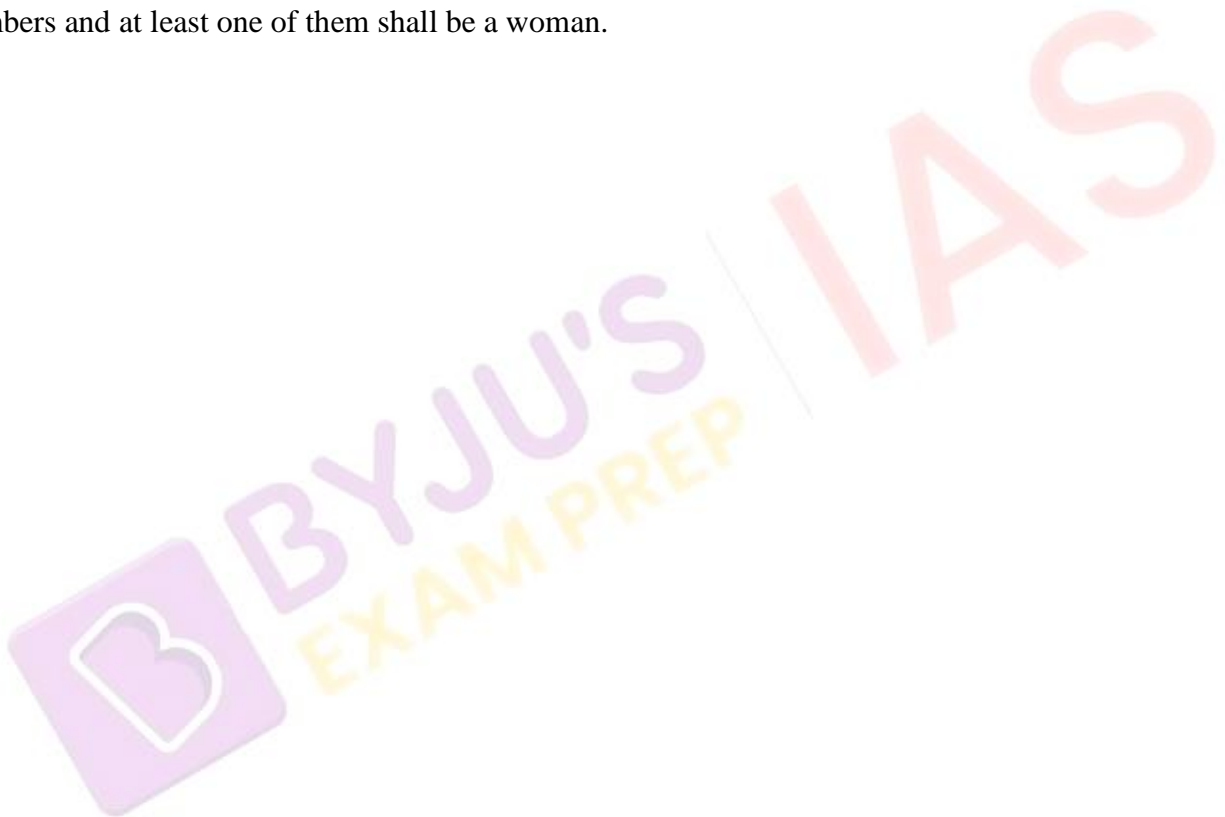 bers and at least one of them shall be a woman.
IAS
BYJU'S
EXAM PREP
B